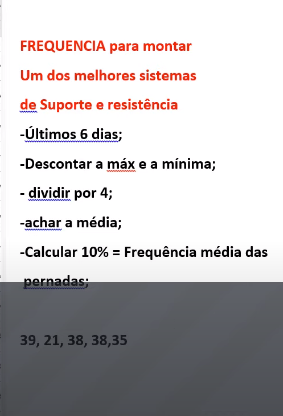 FREQUENCIA para montar
Um dos melhores sistemas
de Suporte e resistência
-Últimos 6 dias;
-Descontar a máx e a mínima;
- dividir por 4;
-achar a média;
-Calcular 10% = Frequência média das
pernadas;
39, 21, 38, 38,35